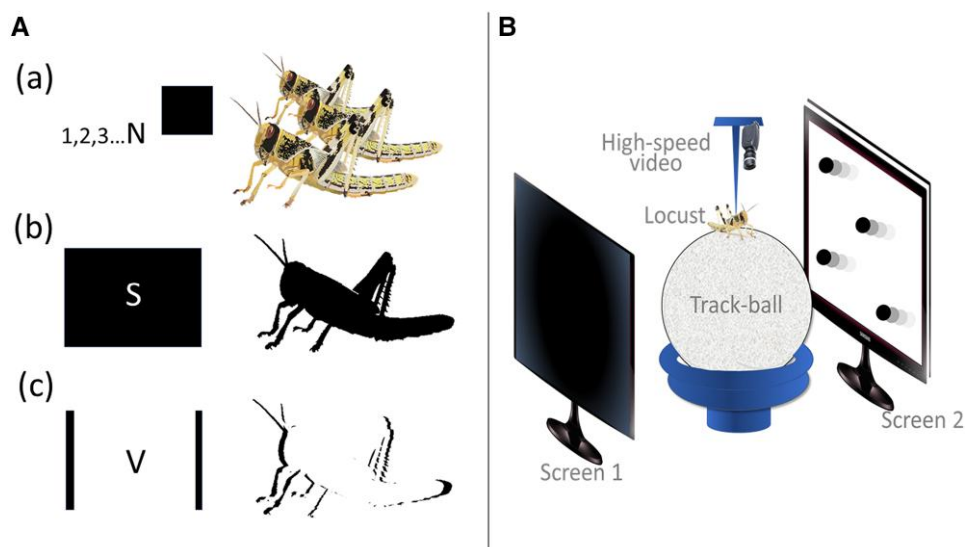 A
(a)
1,2,3...N
(b)
S
(c)
V
B
High-speed
video
Locust
Track-ball
Screen 2
Screen 1